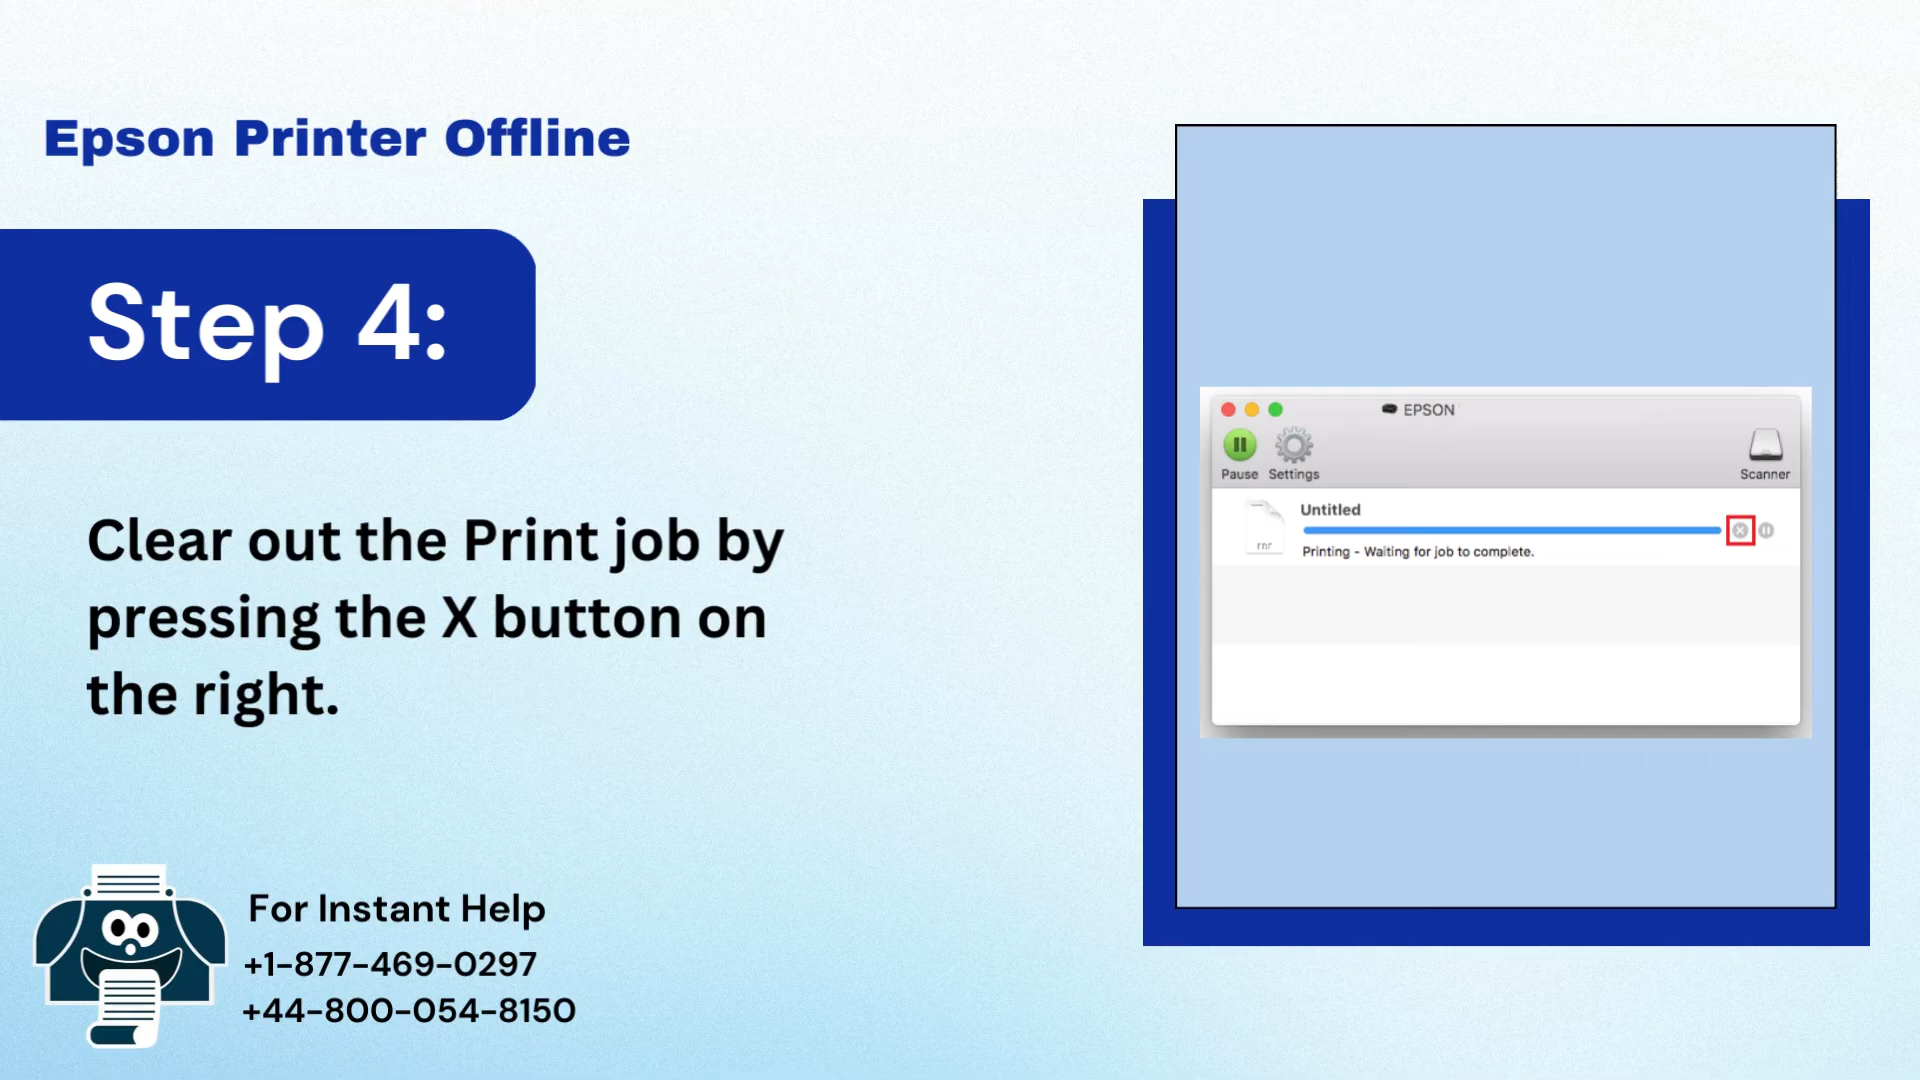 Epson Printer Offline
Step 4:
Clear out the Print job by
pressing the X button on
the right.
For Instant Help
+1-877-469-0297
+44-800-054-8150
EPSON
Pause Settings
Scanner
Untitled
Printing - Waiting for job to complete.